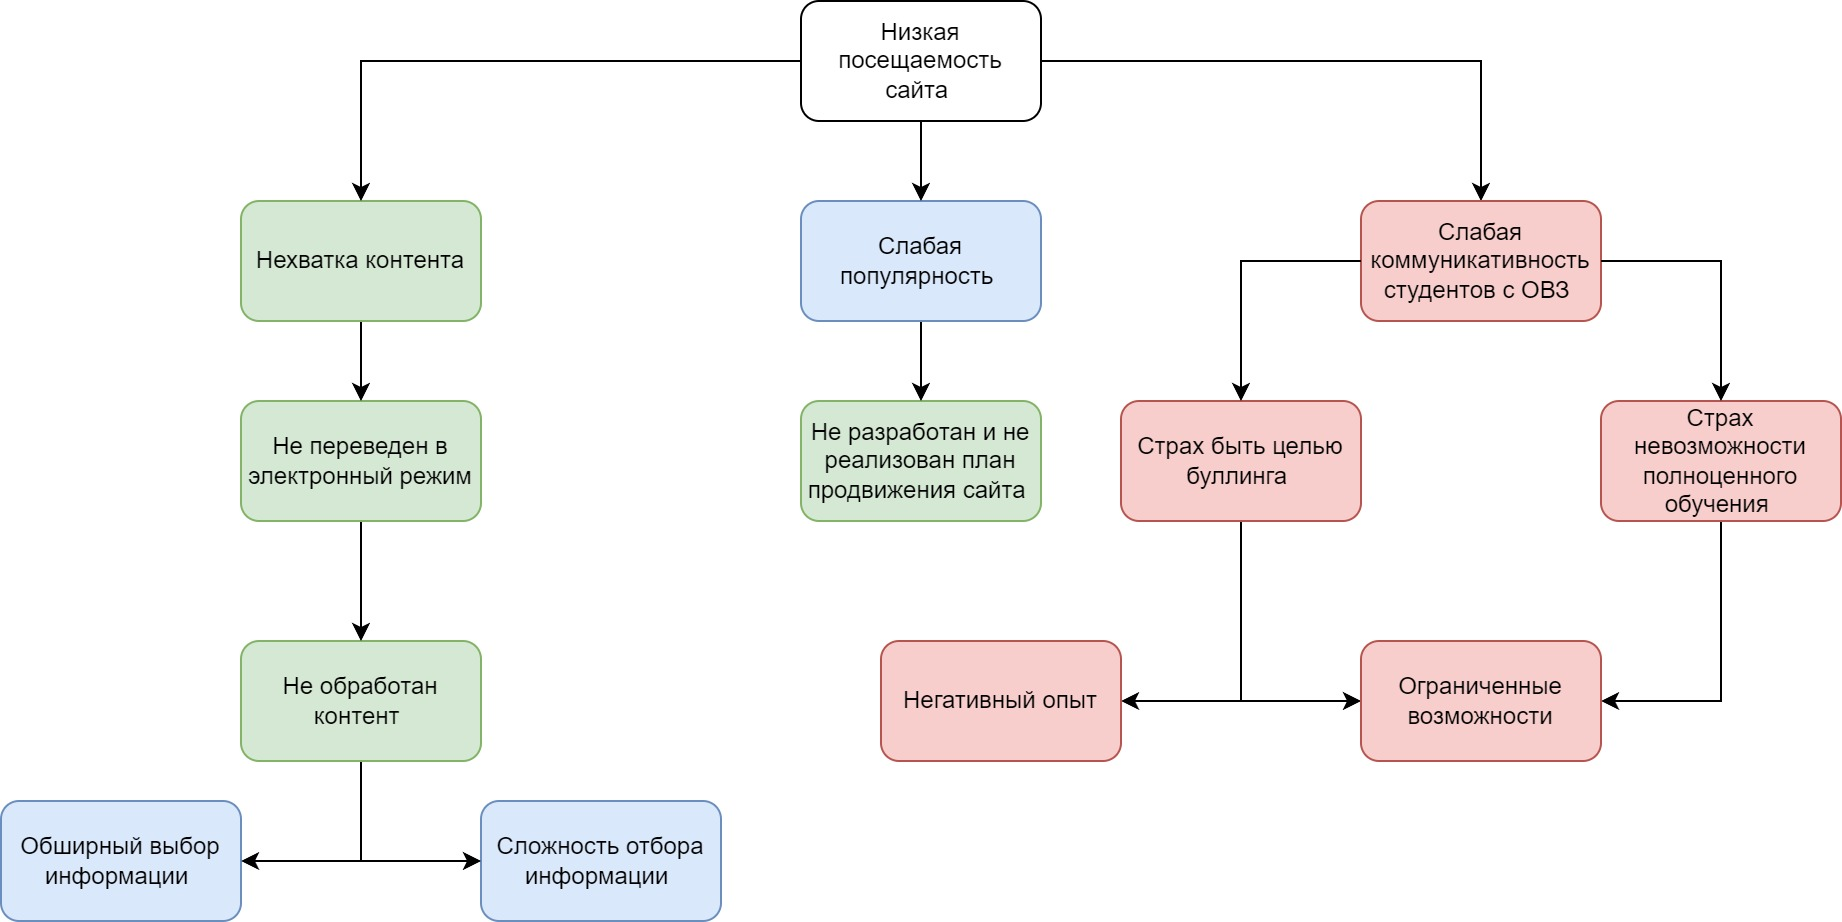 Низкая
посещаемость
сайта
Нехватка контента
Слабая
популярность
Слабая
коммуникативность
студентов с ОВЗ
Не переведен в
электронный режим
Не разработан и не
реализован план
продвижения сайта
Страх быть целью
буллинга
Страх
невозможности
полноценного
обучения
Не обработан
контент
Негативный опыт
Ограниченные
возможности
Обширный выбор
информации
Сложность отбора
информации